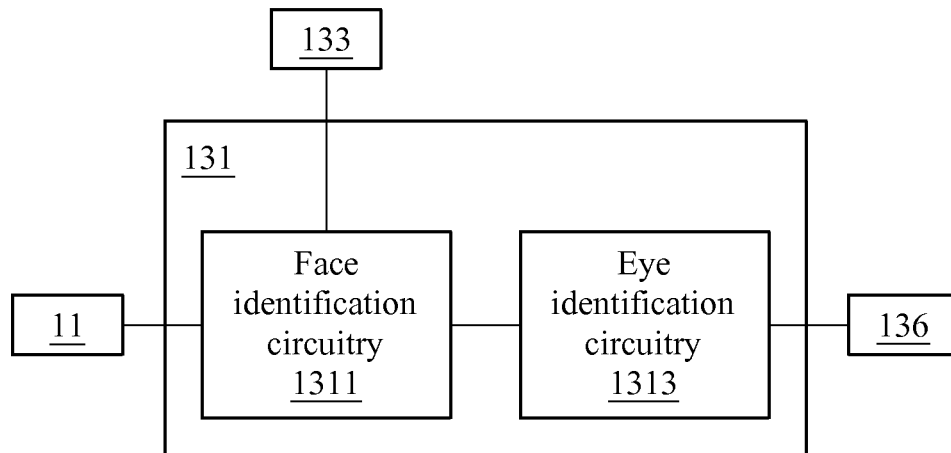 133
131
Face
identification
circuitry
1311
Eye
identification
circuitry
1313
11
136